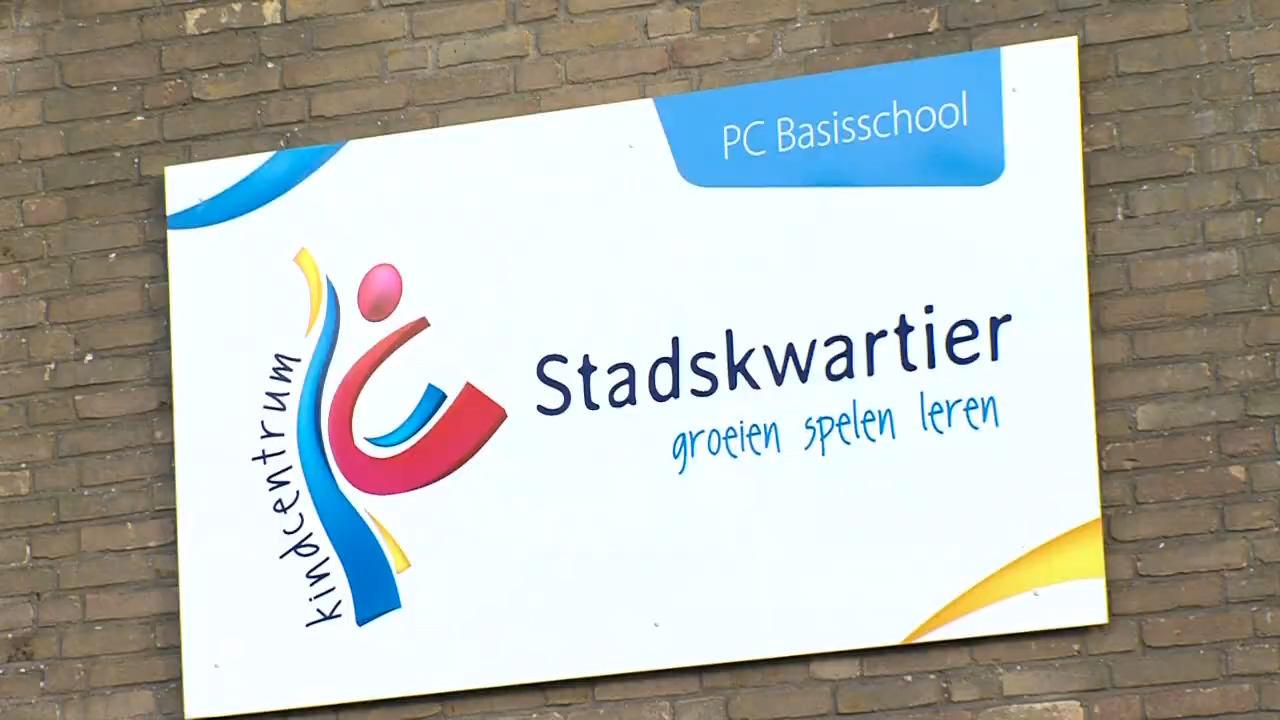 PC Basisschool
kindcentrum
Stadskwartier
groeien spelen leren